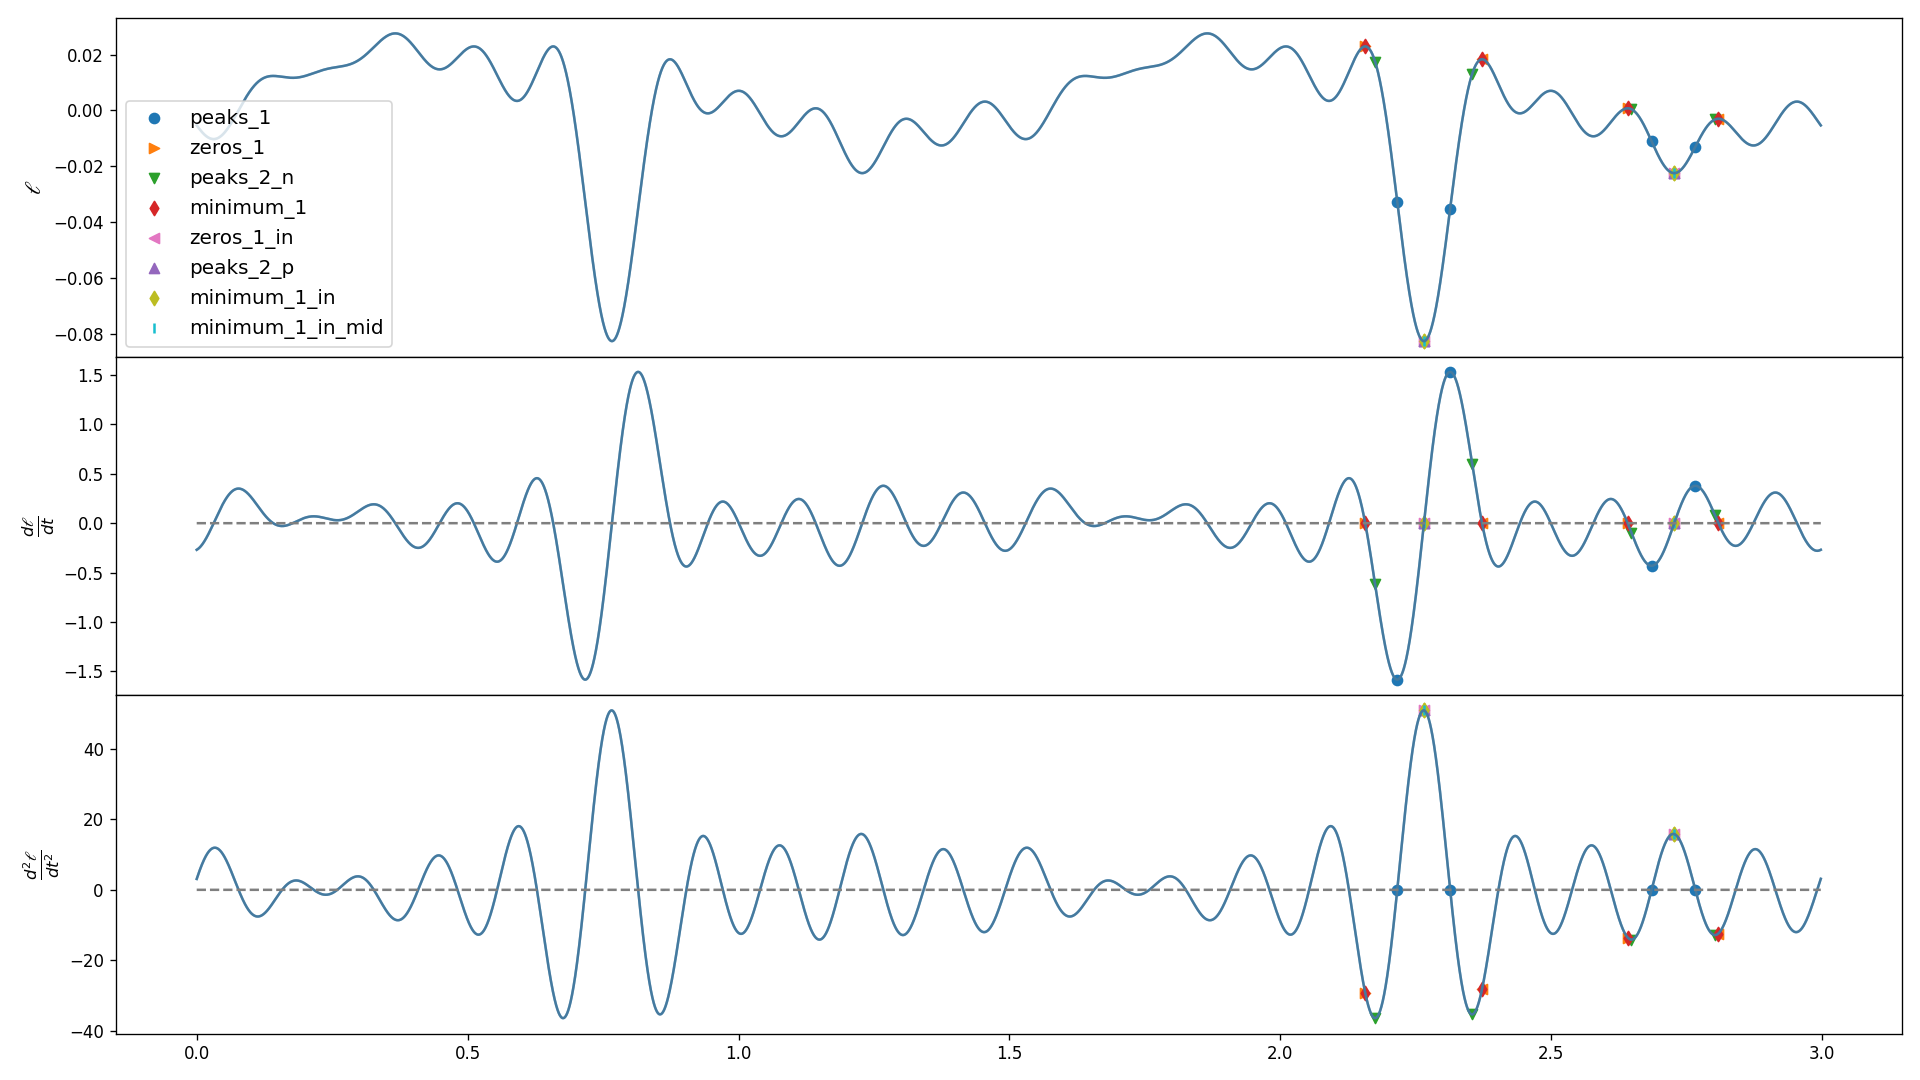 0.02
0.00
−0.02
−0.04
−0.06
−0.08
ℓ
peaks_1
zeros_1
peaks_2_n
minimum_1
zeros_1_in
peaks_2_p
minimum_1_in
minimum_1_in_mid
1.5
1.0
0.5
0.0
−0.5
−1.0
−1.5
dℓ
dt
40
20
0
−20
−40
d²ℓ
dt²
0.0 0.5 1.0 1.5 2.0 2.5 3.0